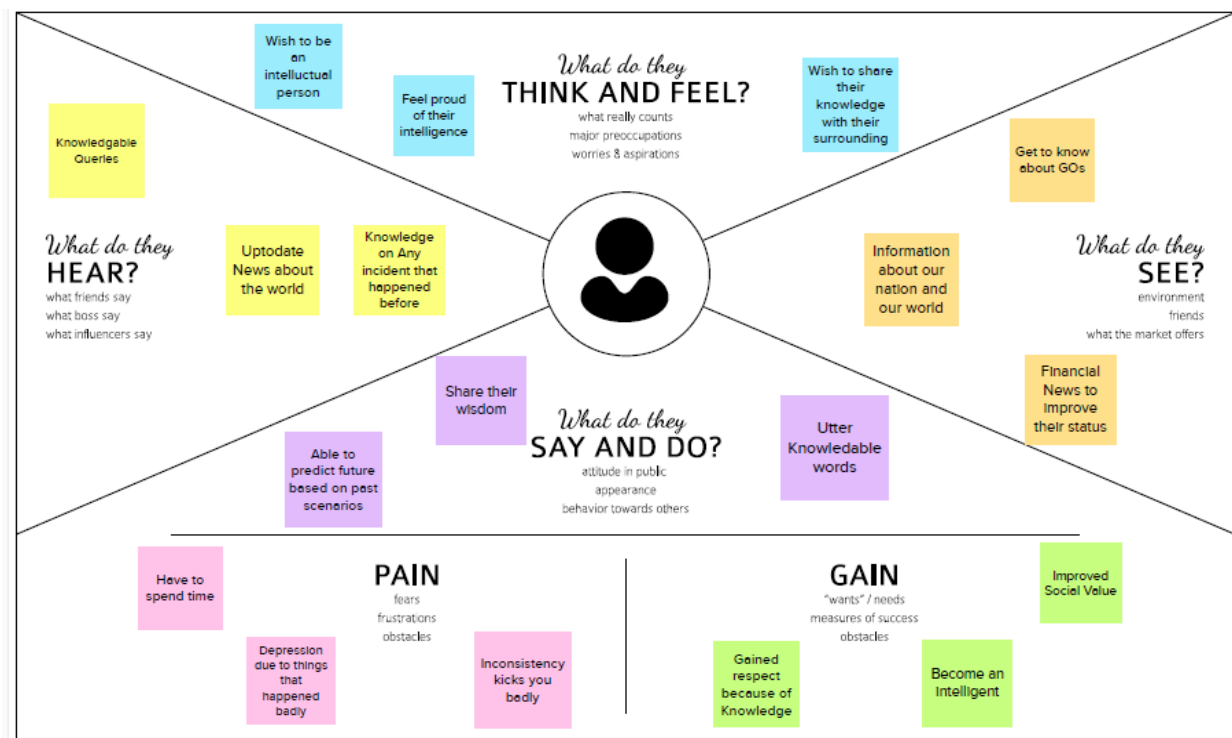 Wish to be
an
intelluctual
person
Feel proud
of their
intelligence
What do they
THINK AND FEEL?
what really counts
major preoccupations
worries & aspirations
Wish to share
their
knowledge
with their
surrounding
Knowledgable
Queries
What do they
HEAR?
what friends say
what boss say
what influencers say
Uptodate
News about
the world
Knowledge
on Any
incident that
happened
before
Get to know
about GOs
Information
about our
nation and
our world
What do they
SEE?
environment
friends
what the market offers
Financial
News to
improve
their status
Share their
wisdom
Able to
predict future
based on past
scenarios
What do they
SAY AND DO?
attitude in public
appearance
behavior towards others
Utter
Knowledable
words
Have to
spend time
PAIN
fears
frustrations
obstacles
Depression
due to things
that
happened
badly
Inconsistency
kicks you
badly
GAIN
"wants" / needs
measures of success
obstacles
Improved
Social Value
Gained
respect
because of
Knowledge
Become an
Intelligent